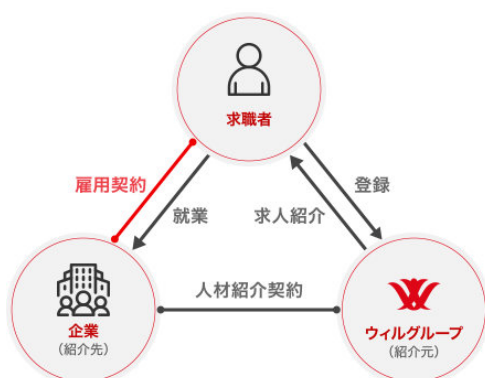 求職者
雇用契約
就業
求人紹介
登録
人材紹介契約
企業
（紹介先）
ウィルグループ
（紹介元）